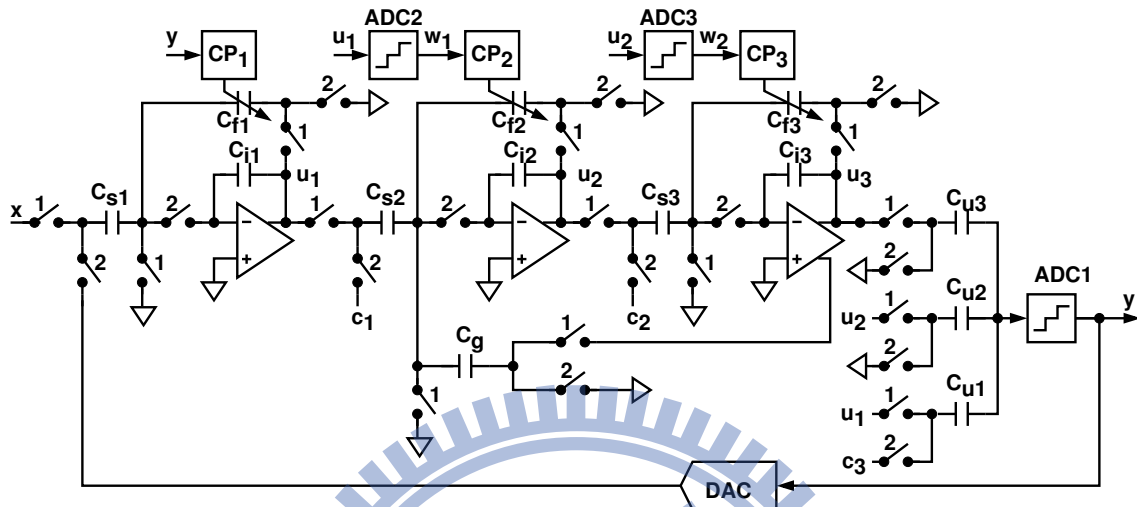 ADC2 ADC3
y CP1 u1 w1 CP2 u2 w2 CP3
2 2 2
Cf1 Cf2 Cf3
1 1 1
Ci1 Ci2 Ci3
u1 u2 u3
x 1 Cs1 2 − 1 Cs2 2 − 1 Cs3 2 − 1 Cu3
2 1 + 2 + 2 1 + 2
c1 c2 ADC1
u2 1 Cu2 y
1 2
Cg
2 1
u1 1 Cu1
c3 2
DAC